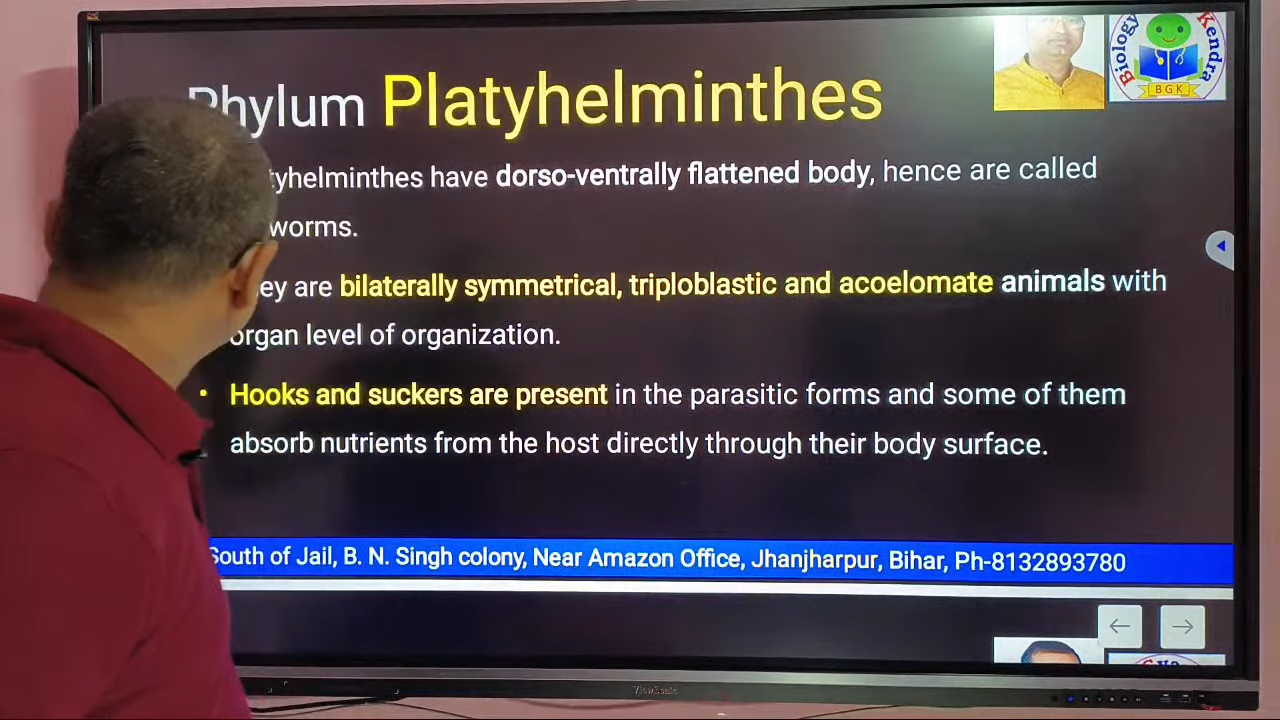 Phylum Platyhelminthes
Biology Kendra
BGK
tyhelminthes have dorso-ventrally flattened body, hence are called
worms.
ey are bilaterally symmetrical, triploblastic and acoelomate animals with
organ level of organization.
• Hooks and suckers are present in the parasitic forms and some of them
absorb nutrients from the host directly through their body surface.
South of Jail, B. N. Singh colony, Near Amazon Office, Jhanjharpur, Bihar, Ph-8132893780
ViewSonic